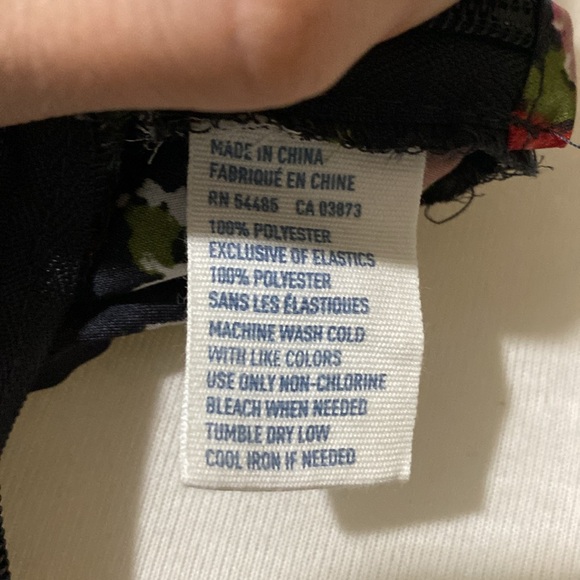 MADE IN CHINA
FABRIQUÉ EN CHINE
RN 54485 CA 03873
100% POLYESTER
EXCLUSIVE OF ELASTICS
100% POLYESTER
SANS LES ÉLASTIQUES
MACHINE WASH COLD
WITH LIKE COLORS
USE ONLY NON-CHLORINE
BLEACH WHEN NEEDED
TUMBLE DRY LOW
COOL IRON IF NEEDED